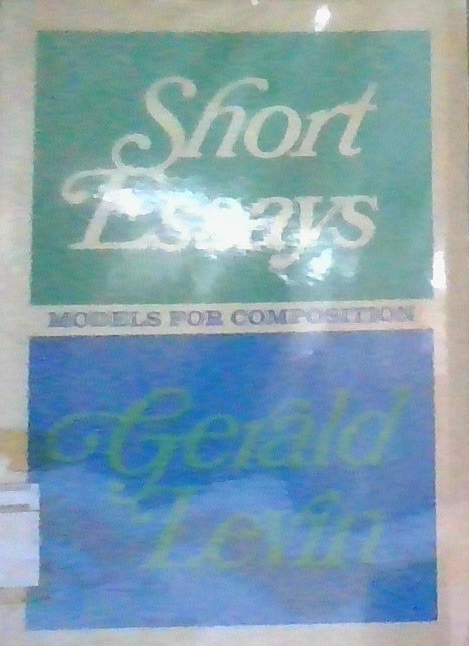 Short
Essays
MODELS FOR COMPOSITION
Gerald
Levin